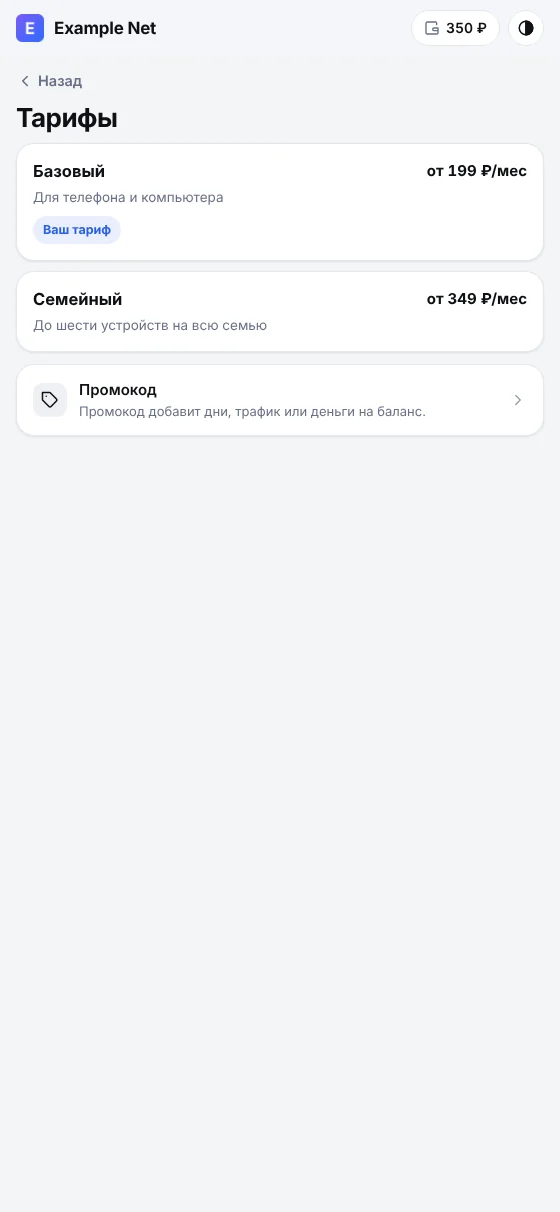 E Example Net 350 ₽
Назад
Тарифы
Базовый от 199 ₽/мес
Для телефона и компьютера
Ваш тариф
Семейный от 349 ₽/мес
До шести устройств на всю семью
Промокод
Промокод добавит дни, трафик или деньги на баланс.